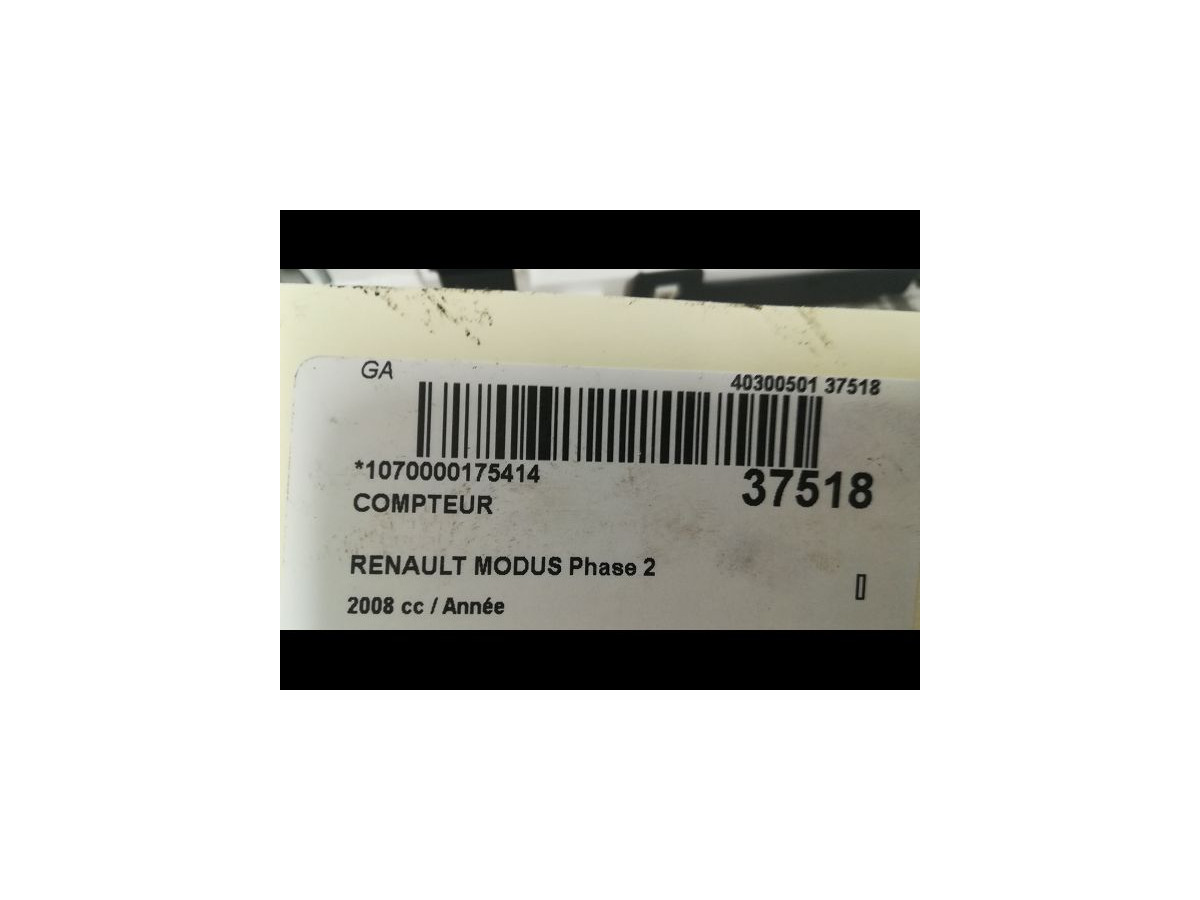 GA
40300501 37518
*1070000175414
37518
COMPTEUR
RENAULT MODUS Phase 2
2008 cc / Année